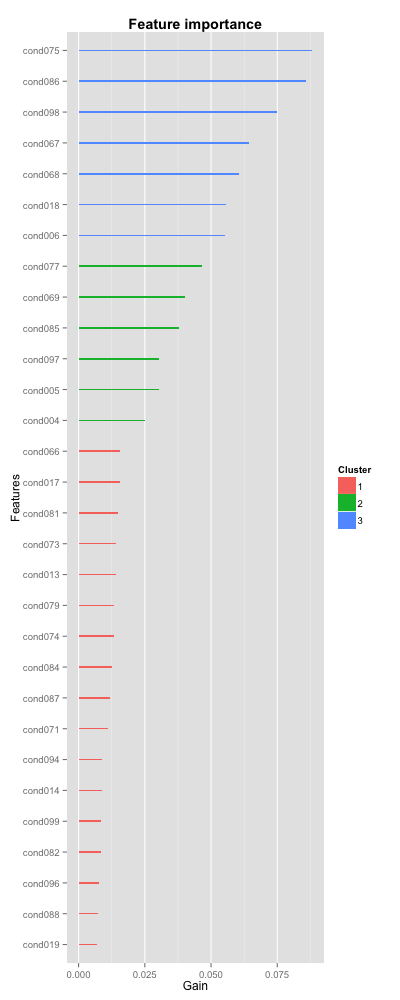 Feature importance
cond075
cond086
cond098
cond067
cond068
cond018
cond006
cond077
cond069
cond085
cond097
cond005
cond004
cond066
cond017
cond081
cond073
cond013
cond079
cond074
cond084
cond087
cond071
cond094
cond014
cond099
cond082
cond096
cond088
cond019
Features
0.000 0.025 0.050 0.075
Gain
Cluster
1
2
3